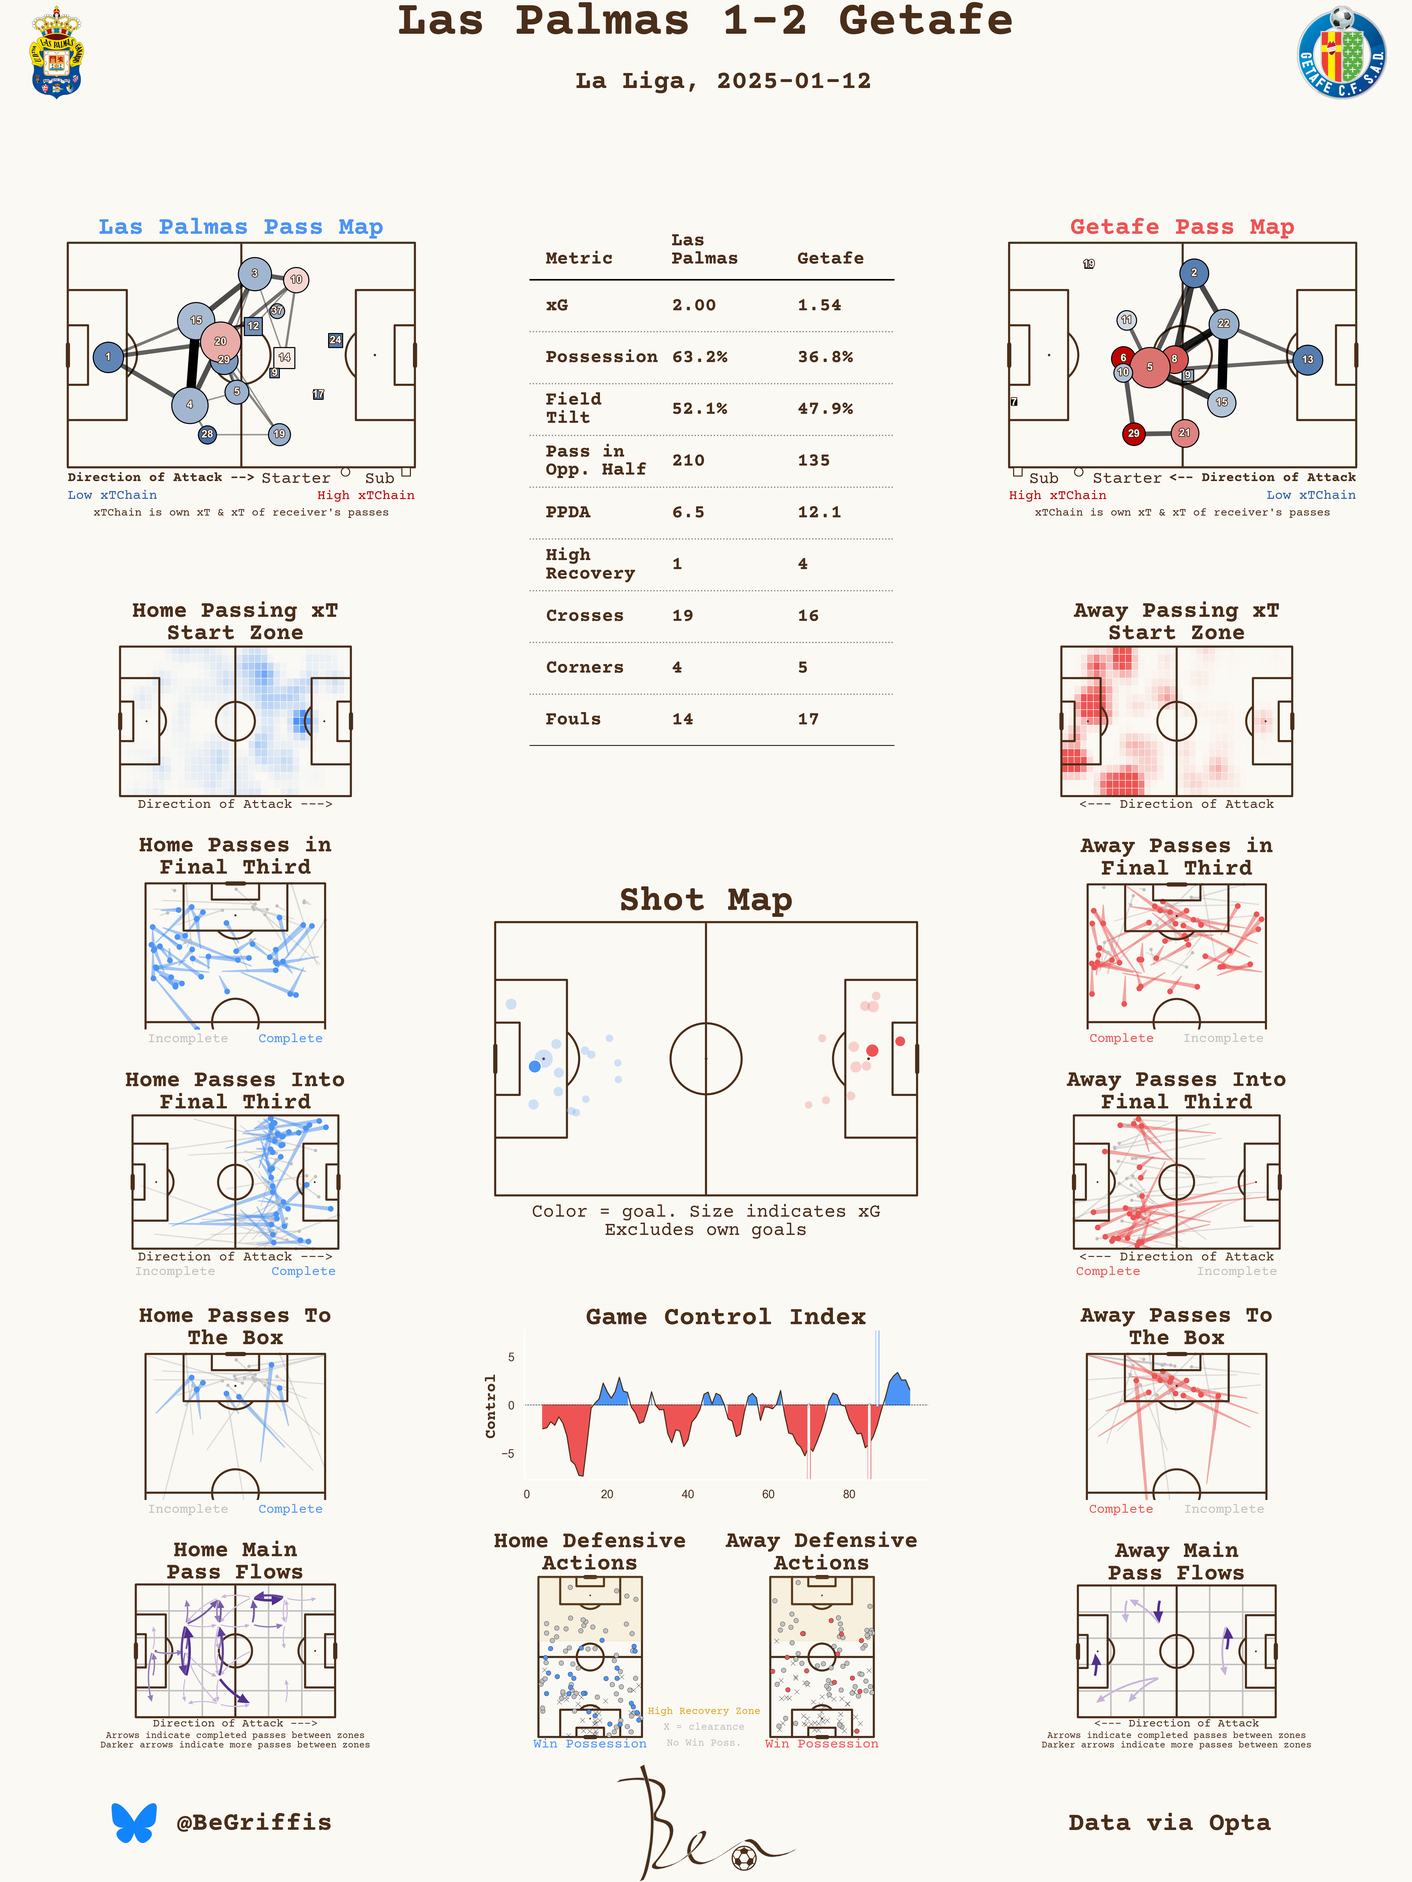 Las Palmas 1-2 Getafe
La Liga, 2025-01-12
GETAFE C.F. S.A.D.
Las Palmas Pass Map
3
10
37
15
12
20
24
29
14
1
9
5
17
4
28
19
Direction of Attack --> Starter Sub
Low xTChain High xTChain
xTChain is own xT & xT of receiver's passes
Metric Las Palmas Getafe
xG 2.00 1.54
Possession 63.2% 36.8%
Field Tilt 52.1% 47.9%
Pass in Opp. Half 210 135
PPDA 6.5 12.1
High Recovery 1 4
Crosses 19 16
Corners 4 5
Fouls 14 17
Getafe Pass Map
19
2
11
22
6
8
13
5
10
9
7
15
29
21
Sub Starter <-- Direction of Attack
High xTChain Low xTChain
xTChain is own xT & xT of receiver's passes
Home Passing xT
Start Zone
Direction of Attack --->
Away Passing xT
Start Zone
<--- Direction of Attack
Home Passes in
Final Third
Incomplete Complete
Away Passes in
Final Third
Complete Incomplete
Shot Map
Color = goal. Size indicates xG
Excludes own goals
Home Passes Into
Final Third
Direction of Attack --->
Incomplete Complete
Away Passes Into
Final Third
<--- Direction of Attack
Complete Incomplete
Home Passes To
The Box
Incomplete Complete
Game Control Index
Control
5
0
−5
0 20 40 60 80
Away Passes To
The Box
Complete Incomplete
Home Main
Pass Flows
Direction of Attack --->
Arrows indicate completed passes between zones
Darker arrows indicate more passes between zones
Home Defensive
Actions
Win Possession
High Recovery Zone
X = clearance
No Win Poss.
Away Defensive
Actions
Win Possession
Away Main
Pass Flows
<--- Direction of Attack
Arrows indicate completed passes between zones
Darker arrows indicate more passes between zones
@BeGriffis
Ben
Data via Opta